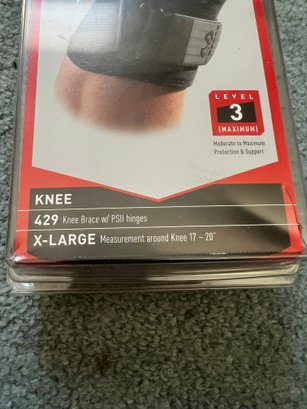 LEVEL
3
(MAXIMUM)
Moderate to Maximum
Protection & Support
KNEE
429 Knee Brace w/ PSII hinges
X-LARGE Measurement around Knee 17 – 20"